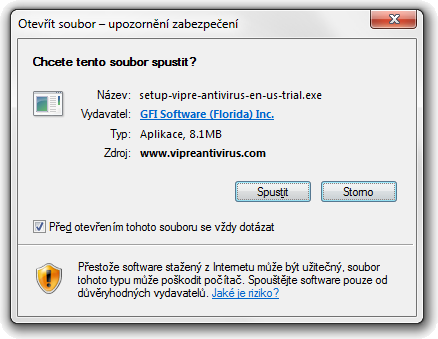 Otevřít soubor – upozornění zabezpečení
Chcete tento soubor spustit?
Název: setup-vipre-antivirus-en-us-trial.exe
Vydavatel: GFI Software (Florida) Inc.
Typ: Aplikace, 8.1MB
Zdroj: www.vipreantivirus.com
Spustit Storno
Před otevřením tohoto souboru se vždy dotázat
Přestože software stažený z Internetu může být užitečný, soubor
tohoto typu může poškodit počítač. Spouštějte software pouze od
důvěryhodných vydavatelů. Jaké je riziko?